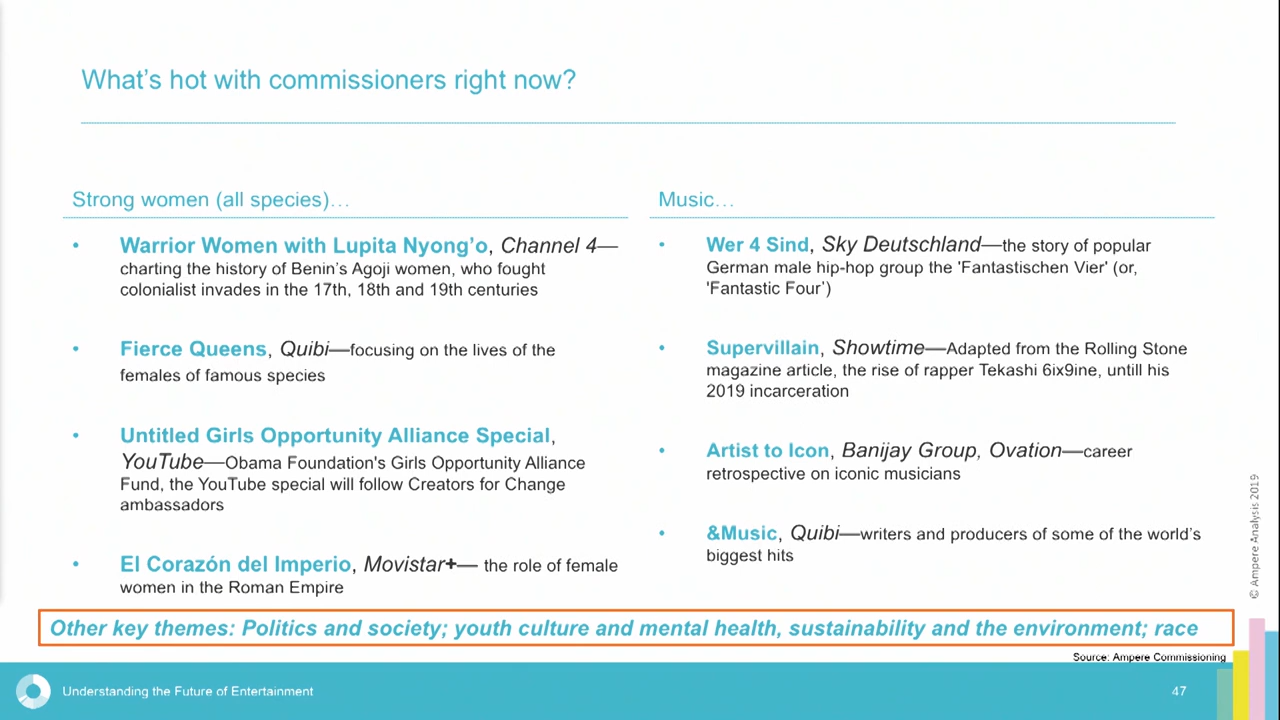 What's hot with commissioners right now?
Strong women (all species)…
• Warrior Women with Lupita Nyong'o, Channel 4—
charting the history of Benin's Agoji women, who fought
colonialist invades in the 17th, 18th and 19th centuries
• Fierce Queens, Quibi—focusing on the lives of the
females of famous species
• Untitled Girls Opportunity Alliance Special,
YouTube—Obama Foundation's Girls Opportunity Alliance
Fund, the YouTube special will follow Creators for Change
ambassadors
• El Corazón del Imperio, Movistar+— the role of female
women in the Roman Empire
Music…
• Wer 4 Sind, Sky Deutschland—the story of popular
German male hip-hop group the 'Fantastischen Vier' (or,
'Fantastic Four')
• Supervillain, Showtime—Adapted from the Rolling Stone
magazine article, the rise of rapper Tekashi 6ix9ine, untill his
2019 incarceration
• Artist to Icon, Banijay Group, Ovation—career
retrospective on iconic musicians
• &Music, Quibi—writers and producers of some of the world's
biggest hits
Other key themes: Politics and society; youth culture and mental health, sustainability and the environment; race
Source: Ampere Commissioning
© Ampere Analysis 2019
Understanding the Future of Entertainment
47